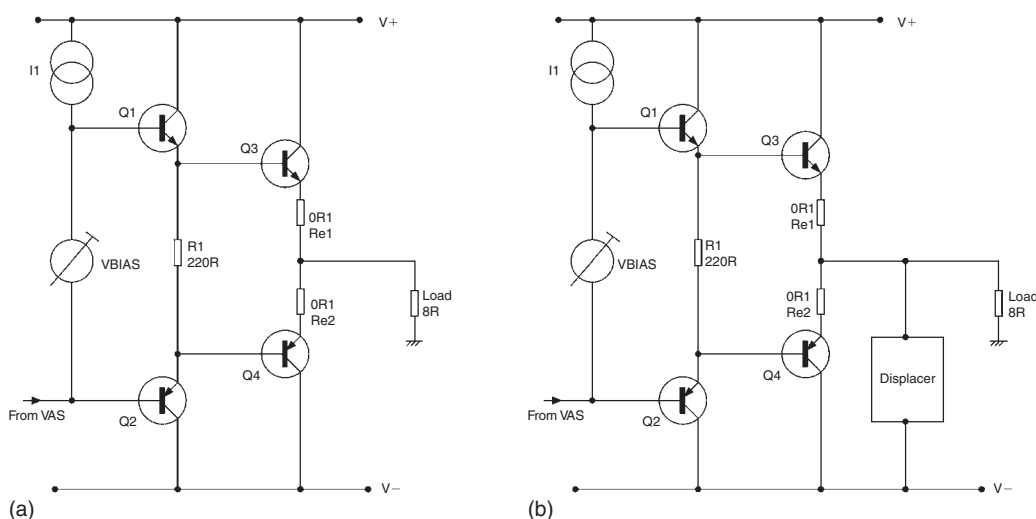 V+
I1
Q1
Q3
0R1
Re1
R1
220R
VBIAS
0R1
Re2
Load
8R
Q4
From VAS
Q2
V−
(a)
V+
I1
Q1
Q3
0R1
Re1
R1
220R
VBIAS
0R1
Re2
Load
8R
Q4
Displacer
From VAS
Q2
V−
(b)